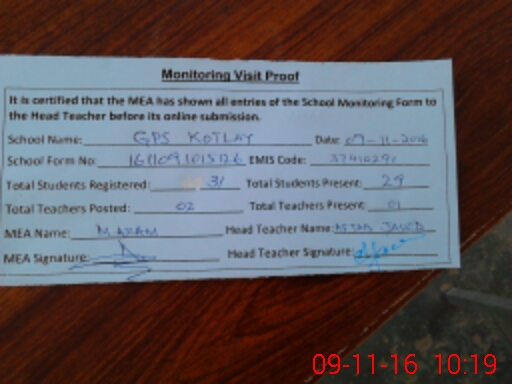 Monitoring Visit Proof
It is certified that the MEA has shown all entries of the School Monitoring Form to
the Head Teacher before its online submission.
School Name: GPS KOTLAY Date: 09-11-2016
School Form No: EMIS Code: 37410291
Total Students Registered: 31 Total Students Present: 29
Total Teachers Posted: 02 Total Teachers Present: 01
MEA Name: M AZAM Head Teacher Name:
MEA Signature: Head Teacher Signature:
09-11-16 10:19